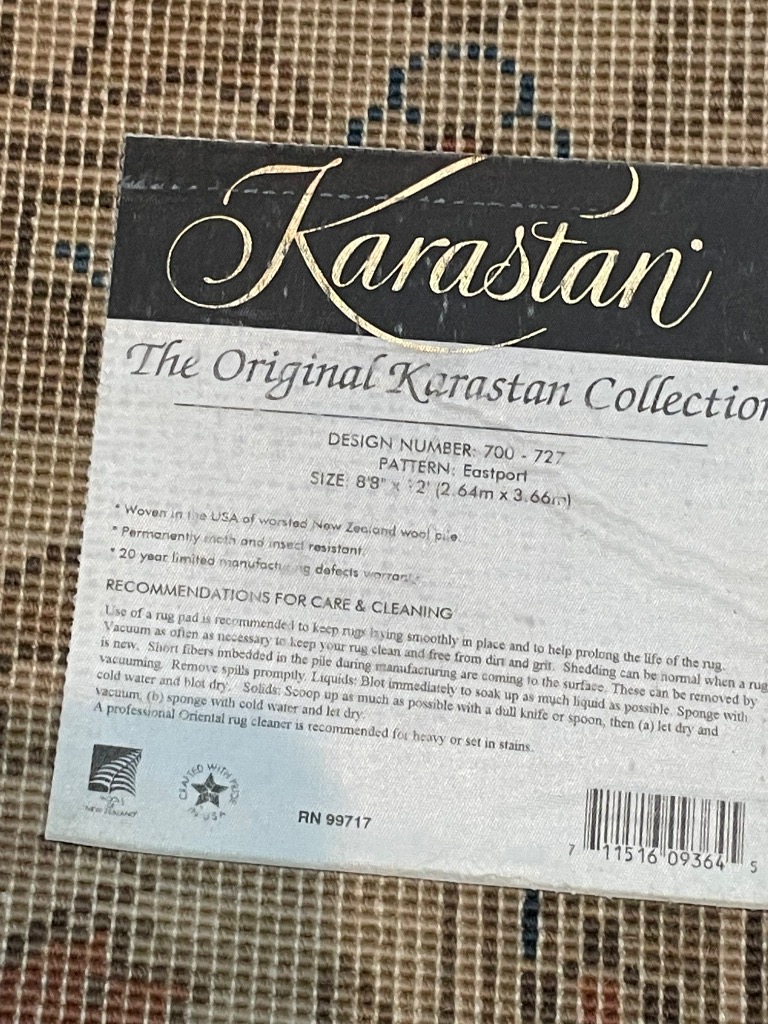 Karastan
The Original Karastan Collection
DESIGN NUMBER: 700 - 727
PATTERN: Eastport
SIZE: 8'8" x 12' (2.64m x 3.66m)
* Woven in the USA of worsted New Zealand wool pile.
* Permanently moth and insect resistant.
* 20 year limited manufacturing defects warranty.
RECOMMENDATIONS FOR CARE & CLEANING
Use of a rug pad is recommended to keep rugs laying smoothly in place and to help prolong the life of the rug.
Vacuum as often as necessary to keep your rug clean and free from dirt and grit. Shedding can be normal when a rug
is new. Short fibers imbedded in the pile during manufacturing are coming to the surface. These can be removed by
vacuuming. Remove spills promptly. Liquids: Blot immediately to soak up as much liquid as possible. Sponge with
cold water and blot dry. Solids: Scoop up as much as possible with a dull knife or spoon, then (a) let dry and
vacuum, (b) sponge with cold water and let dry.
A professional Oriental rug cleaner is recommended for heavy or set in stains.
WOOLS
OF
NEW ZEALAND
CRAFTED WITH PRIDE
IN USA
RN 99717
7 11516 09364 5